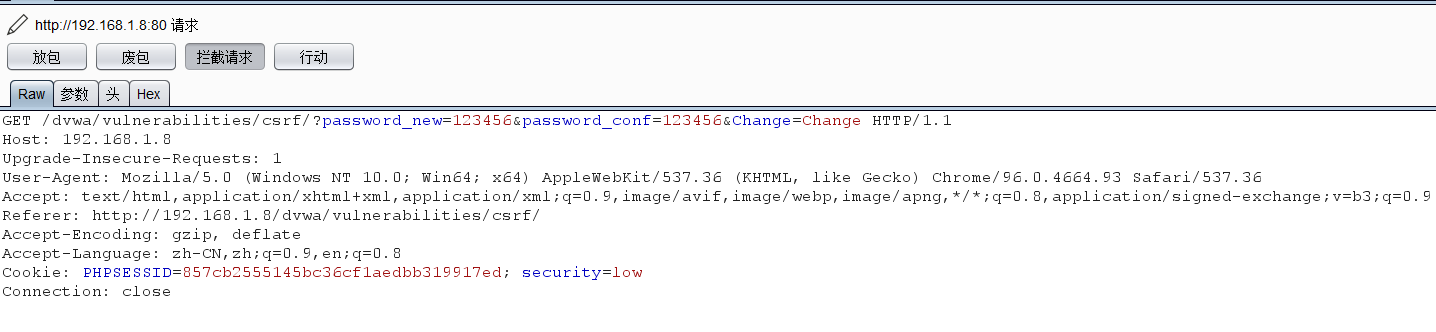 http://192.168.1.8:80 请求
放包 废包 拦截请求 行动
Raw 参数 头 Hex
GET /dvwa/vulnerabilities/csrf/?password_new=123456&password_conf=123456&Change=Change HTTP/1.1
Host: 192.168.1.8
Upgrade-Insecure-Requests: 1
User-Agent: Mozilla/5.0 (Windows NT 10.0; Win64; x64) AppleWebKit/537.36 (KHTML, like Gecko) Chrome/96.0.4664.93 Safari/537.36
Accept: text/html,application/xhtml+xml,application/xml;q=0.9,image/avif,image/webp,image/apng,*/*;q=0.8,application/signed-exchange;v=b3;q=0.9
Referer: http://192.168.1.8/dvwa/vulnerabilities/csrf/
Accept-Encoding: gzip, deflate
Accept-Language: zh-CN,zh;q=0.9,en;q=0.8
Cookie: PHPSESSID=857cb2555145bc36cf1aedbb319917ed; security=low
Connection: close